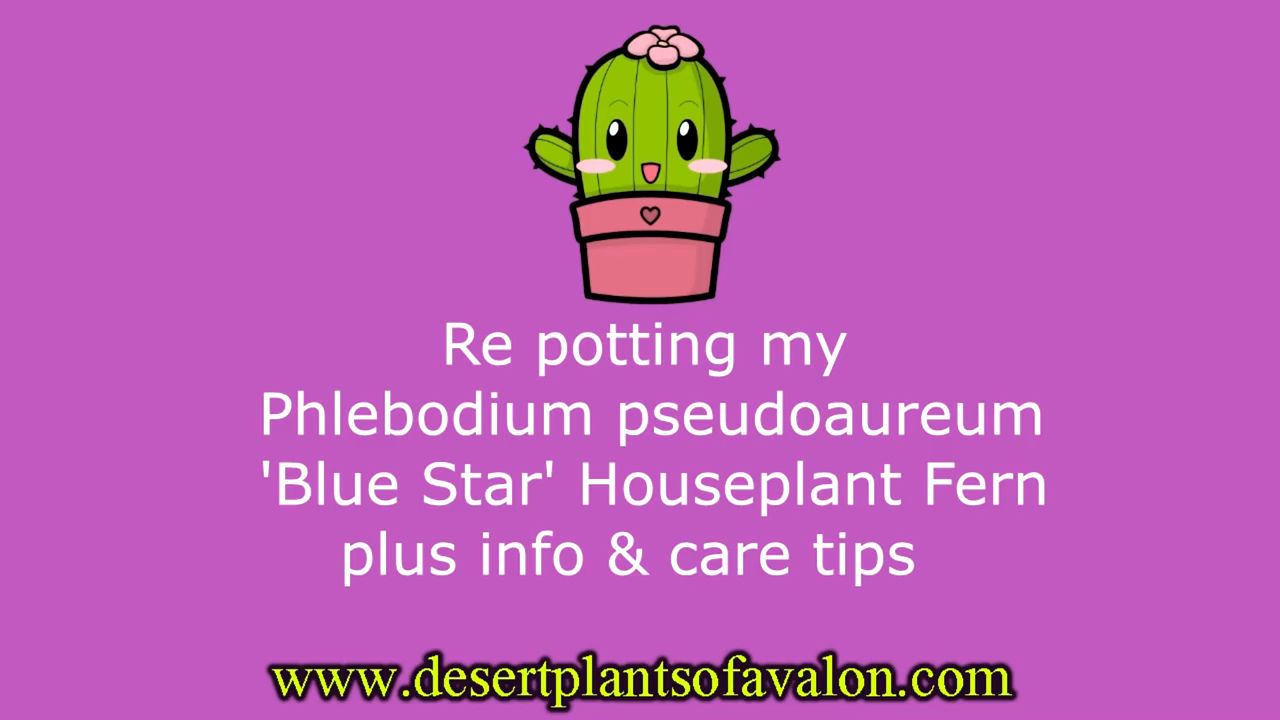 Re potting my
Phlebodium pseudoaureum
'Blue Star' Houseplant Fern
plus info & care tips
www.desertplantsofavalon.com